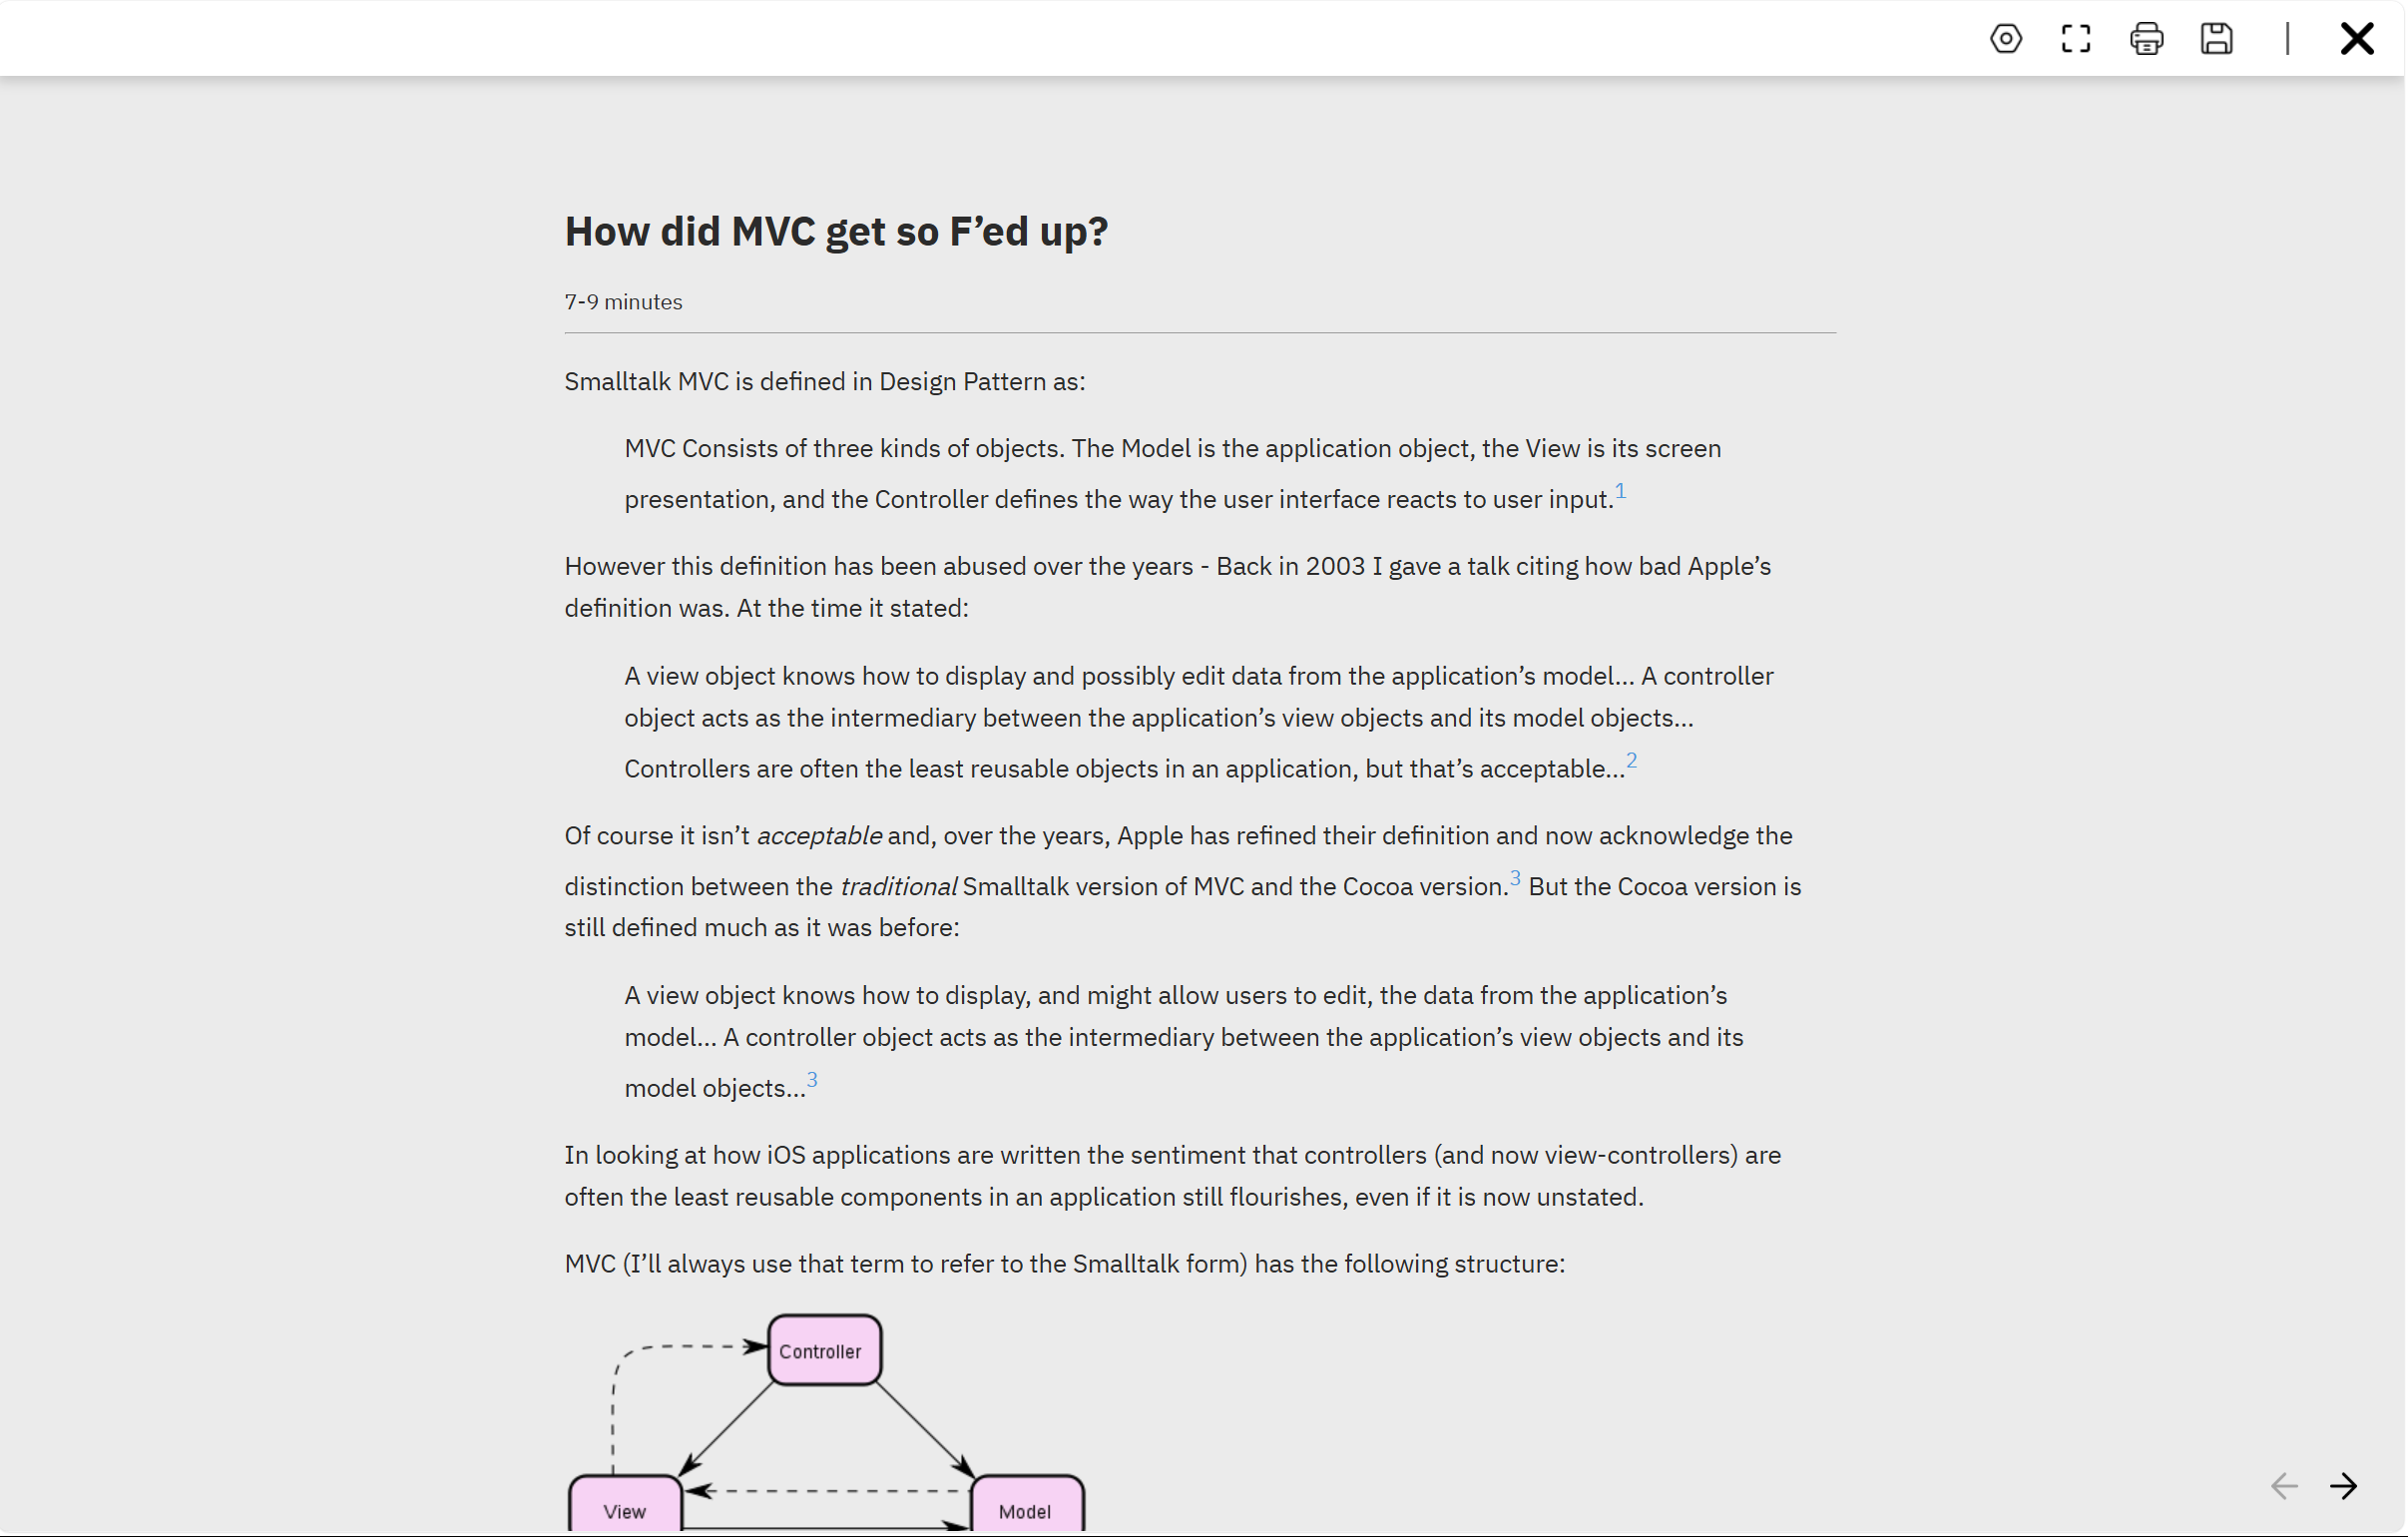 How did MVC get so F’ed up?
7-9 minutes
Smalltalk MVC is defined in Design Pattern as:
MVC Consists of three kinds of objects. The Model is the application object, the View is its screen
presentation, and the Controller defines the way the user interface reacts to user input.1
However this definition has been abused over the years - Back in 2003 I gave a talk citing how bad Apple’s
definition was. At the time it stated:
A view object knows how to display and possibly edit data from the application’s model… A controller
object acts as the intermediary between the application’s view objects and its model objects…
Controllers are often the least reusable objects in an application, but that’s acceptable…2
Of course it isn’t acceptable and, over the years, Apple has refined their definition and now acknowledge the
distinction between the traditional Smalltalk version of MVC and the Cocoa version.3 But the Cocoa version is
still defined much as it was before:
A view object knows how to display, and might allow users to edit, the data from the application’s
model… A controller object acts as the intermediary between the application’s view objects and its
model objects…3
In looking at how iOS applications are written the sentiment that controllers (and now view-controllers) are
often the least reusable components in an application still flourishes, even if it is now unstated.
MVC (I’ll always use that term to refer to the Smalltalk form) has the following structure:
Controller
View
Model